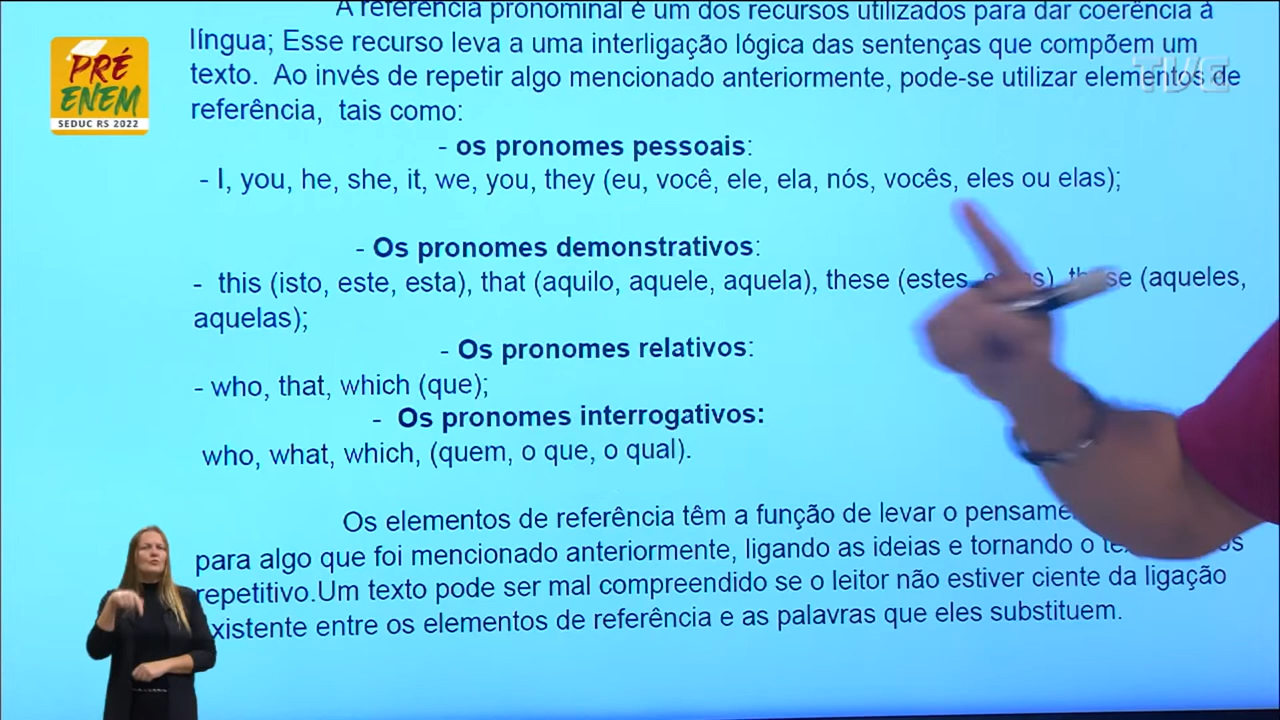 A referência pronominal é um dos recursos utilizados para dar coerência à
língua; Esse recurso leva a uma interligação lógica das sentenças que compõem um
texto. Ao invés de repetir algo mencionado anteriormente, pode-se utilizar elementos de
referência, tais como:
- os pronomes pessoais:
- I, you, he, she, it, we, you, they (eu, você, ele, ela, nós, vocês, eles ou elas);
- Os pronomes demonstrativos:
- this (isto, este, esta), that (aquilo, aquele, aquela), these (estes, (aqueles,
aquelas);
- Os pronomes relativos:
- who, that, which (que);
- Os pronomes interrogativos:
who, what, which, (quem, o que, o qual).
Os elementos de referência têm a função de levar o
para algo que foi mencionado anteriormente, ligando as ideias e tornando o
repetitivo.Um texto pode ser mal compreendido se o leitor não estiver ciente da ligação
existente entre os elementos de referência e as palavras que eles substituem.
PRÉ
ENEM
SEDUC RS 2022
TVE